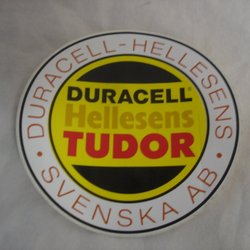 DURACELL-HELLESENS
DURACELL
Hellesens
TUDOR
· SVENSKA AB ·